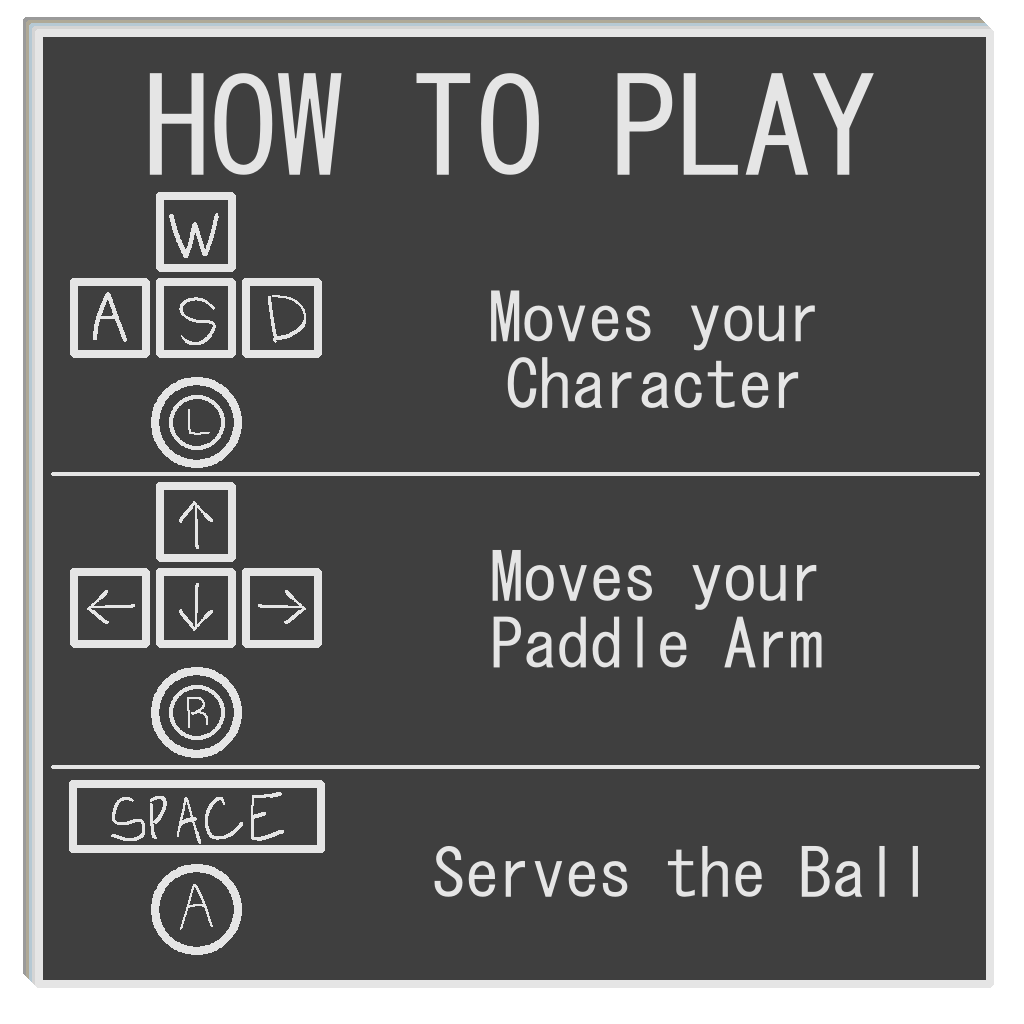 HOW TO PLAY
W
A S D
Moves your
Character
L
↑
← ↓ →
Moves your
Paddle Arm
R
SPACE
Serves the Ball
A